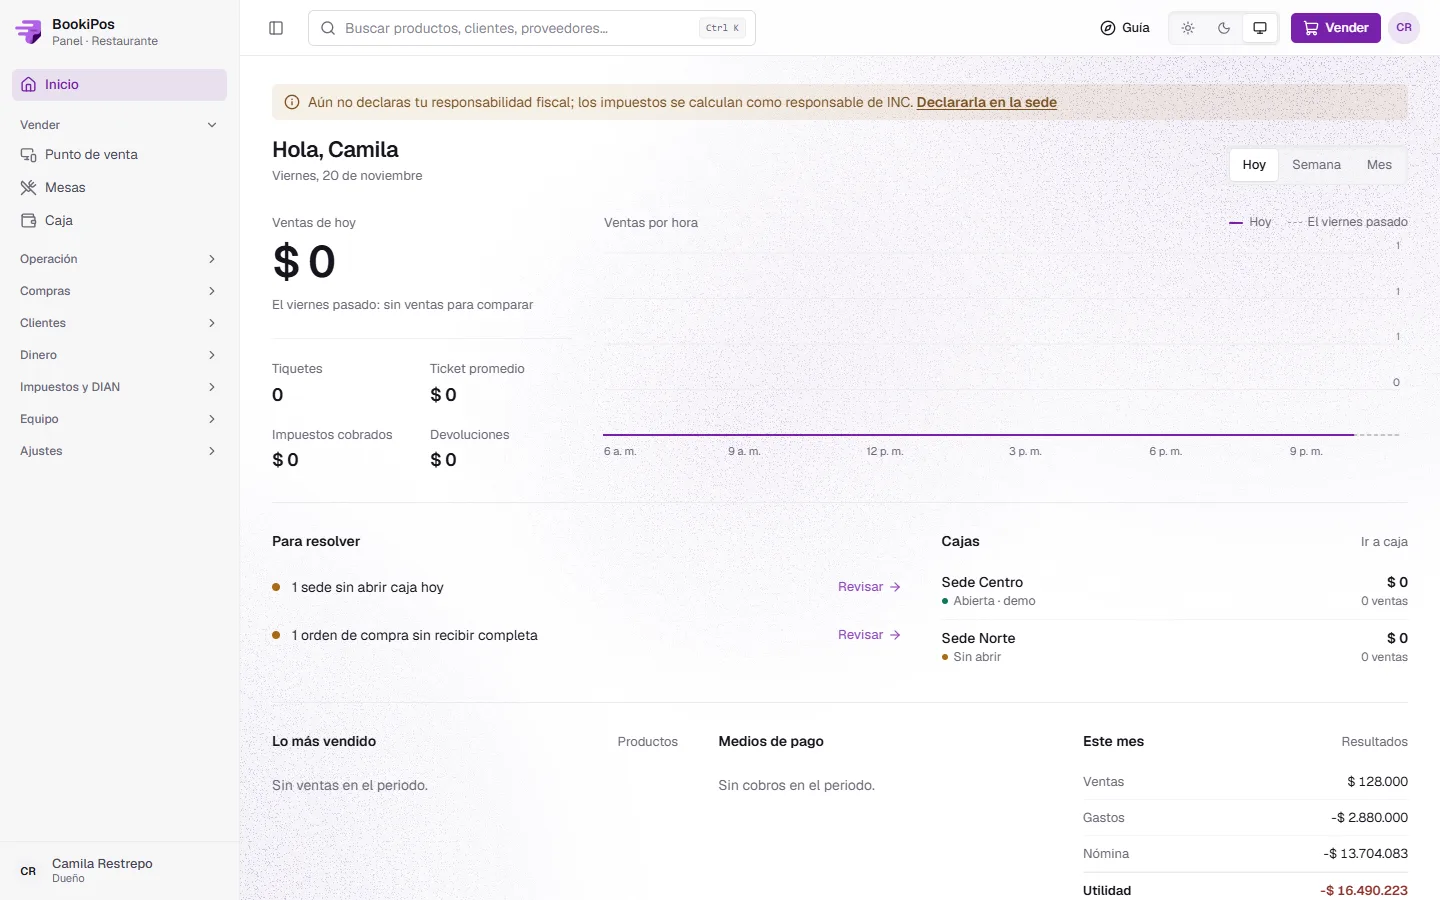 BookiPos
Panel · Restaurante
Inicio
Vender
Punto de venta
Mesas
Caja
Operación
Compras
Clientes
Dinero
Impuestos y DIAN
Equipo
Ajustes
CR
Camila Restrepo
Dueño
Buscar productos, clientes, proveedores...
Ctrl K
Guía
Vender
CR
Aún no declaras tu responsabilidad fiscal; los impuestos se calculan como responsable de INC. Declararla en la sede
Hola, Camila
Viernes, 20 de noviembre
Hoy
Semana
Mes
Ventas de hoy
$ 0
El viernes pasado: sin ventas para comparar
Tiquetes
0
Ticket promedio
$ 0
Impuestos cobrados
$ 0
Devoluciones
$ 0
Ventas por hora
Hoy
El viernes pasado
1
1
1
0
6 a. m.
9 a. m.
12 p. m.
3 p. m.
6 p. m.
9 p. m.
Para resolver
1 sede sin abrir caja hoy
Revisar
1 orden de compra sin recibir completa
Revisar
Cajas
Ir a caja
Sede Centro
$ 0
Abierta · demo
0 ventas
Sede Norte
$ 0
Sin abrir
0 ventas
Lo más vendido
Productos
Sin ventas en el periodo.
Medios de pago
Sin cobros en el periodo.
Este mes
Resultados
Ventas
$ 128.000
Gastos
-$ 2.880.000
Nómina
-$ 13.704.083
Utilidad
-$ 16.490.223